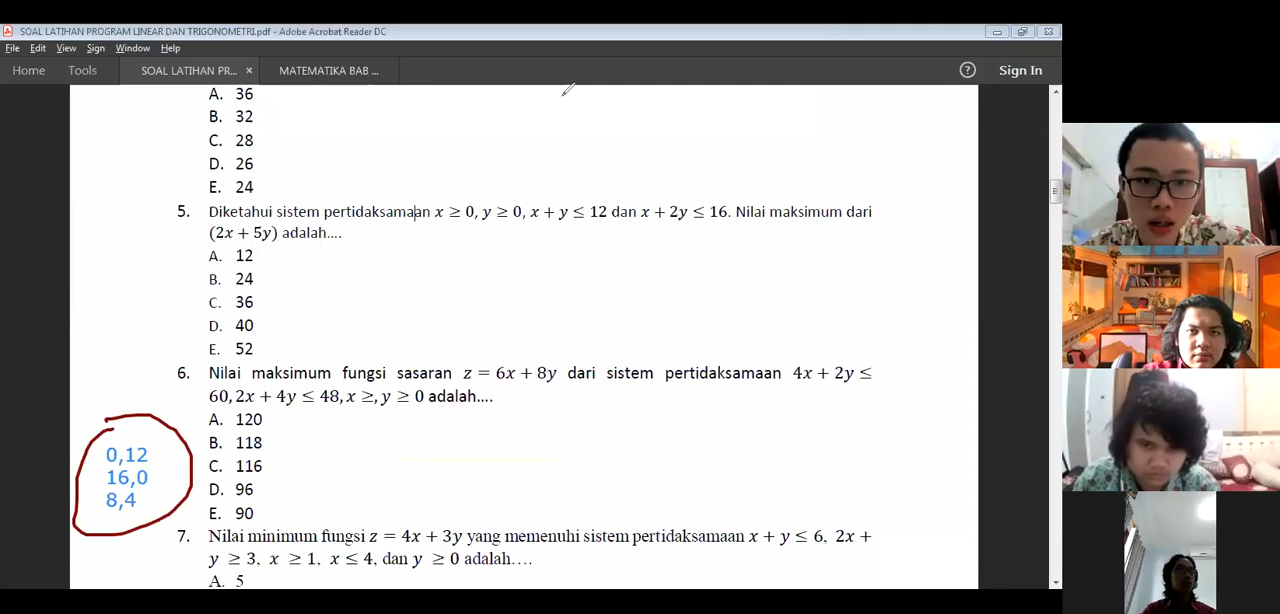 SOAL LATIHAN PROGRAM LINEAR DAN TRIGONOMETRI.pdf - Adobe Acrobat Reader DC
File Edit View Sign Window Help
Home Tools SOAL LATIHAN PR... × MATEMATIKA BAB ... ? Sign In
A. 36
B. 32
C. 28
D. 26
E. 24
5. Diketahui sistem pertidaksamaan x ≥ 0, y ≥ 0, x + y ≤ 12 dan x + 2y ≤ 16. Nilai maksimum dari
(2x + 5y) adalah....
A. 12
B. 24
C. 36
D. 40
E. 52
6. Nilai maksimum fungsi sasaran z = 6x + 8y dari sistem pertidaksamaan 4x + 2y ≤
60, 2x + 4y ≤ 48, x ≥, y ≥ 0 adalah....
A. 120
B. 118
C. 116
D. 96
E. 90
0,12
16,0
8,4
7. Nilai minimum fungsi z = 4x + 3y yang memenuhi sistem pertidaksamaan x + y ≤ 6, 2x +
y ≥ 3, x ≥ 1, x ≤ 4, dan y ≥ 0 adalah….
A. 5